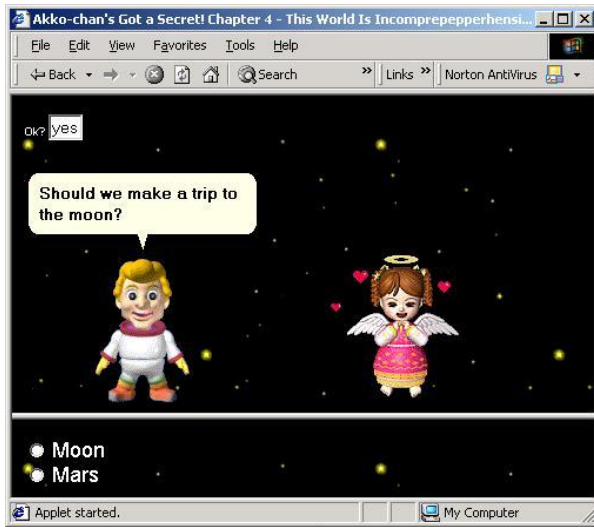 Akko-chan's Got a Secret! Chapter 4 - This World Is Incomprepepperhensi...
File Edit View Favorites Tools Help
Back Search » Links » Norton AntiVirus
OK? yes
Should we make a trip to
the moon?
Moon
Mars
Applet started. My Computer